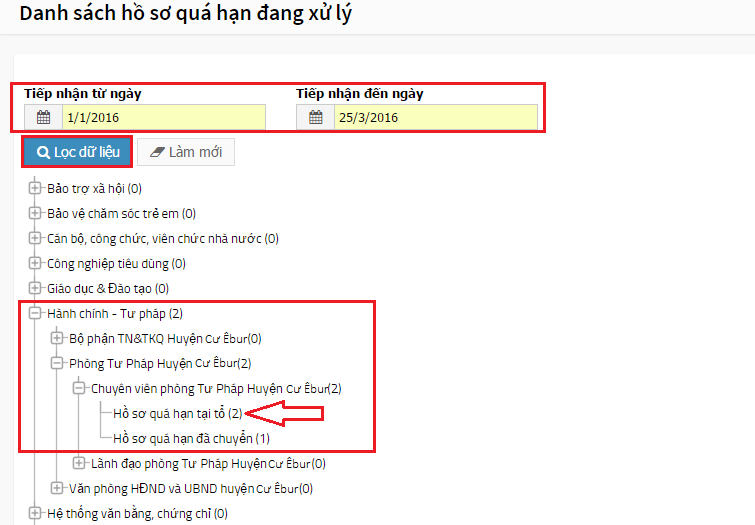 Danh sách hồ sơ quá hạn đang xử lý
Tiếp nhận từ ngày Tiếp nhận đến ngày
1/1/2016 25/3/2016
Lọc dữ liệu Làm mới
Bảo trợ xã hội (0)
Bảo vệ chăm sóc trẻ em (0)
Cán bộ, công chức, viên chức nhà nước (0)
Công nghiệp tiêu dùng (0)
Giáo dục & Đào tạo (0)
Hành chính - Tư pháp (2)
Bộ phận TN&TKQ Huyện Cư Êbur(0)
Phòng Tư Pháp Huyện Cư Êbur(2)
Chuyên viên phòng Tư Pháp Huyện Cư Êbur(2)
Hồ sơ quá hạn tại tổ (2)
Hồ sơ quá hạn đã chuyển (1)
Lãnh đạo phòng Tư Pháp Huyện Cư Êbur(0)
Văn phòng HĐND và UBND huyện Cư Êbur(0)
Hệ thống văn bằng, chứng chỉ (0)